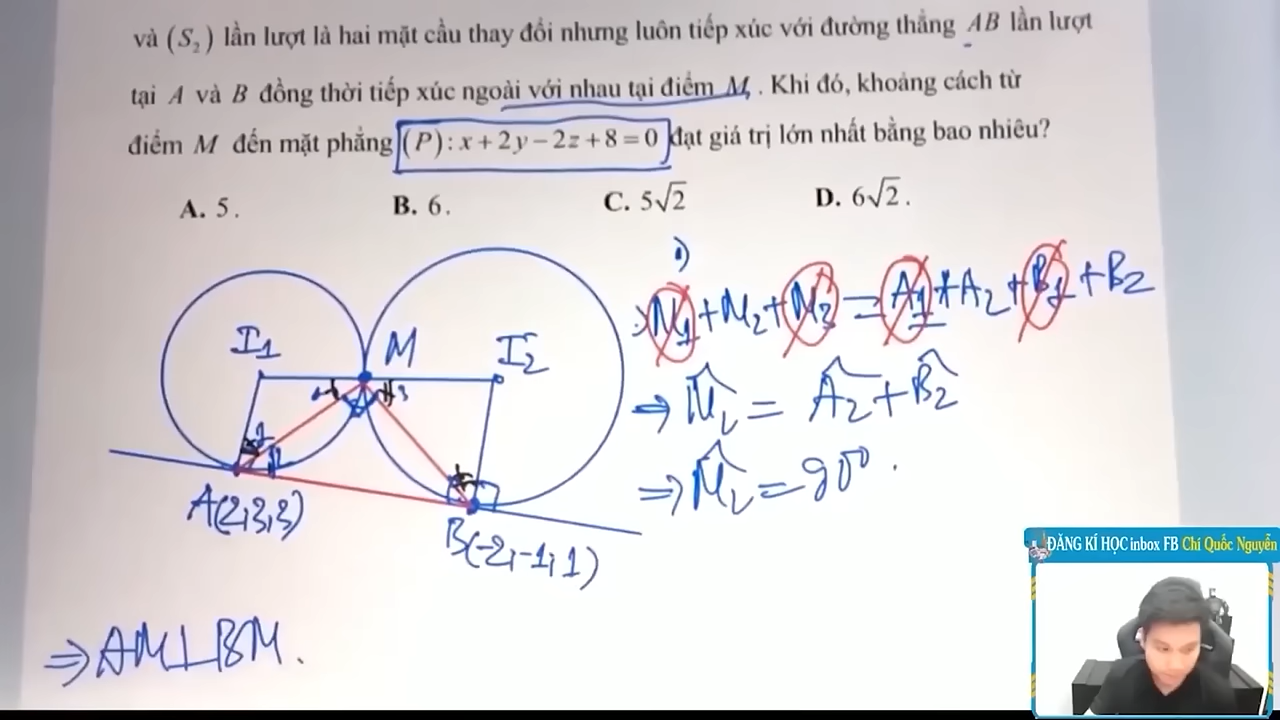 và (S₂) lần lượt là hai mặt cầu thay đổi nhưng luôn tiếp xúc với đường thẳng AB lần lượt
tại A và B đồng thời tiếp xúc ngoài với nhau tại điểm M, . Khi đó, khoảng cách từ
điểm M đến mặt phẳng (P): x + 2y − 2z + 8 = 0 đạt giá trị lớn nhất bằng bao nhiêu?
A. 5. B. 6. C. 5√2 D. 6√2.
M1 + M2 + M3 = A1 + A2 + B1 + B2
I1 M I2
⇒ M̂2 = Â2 + B̂2
⇒ M̂2 = 90°.
A(2,3,3)
B(-2,-1,1)
ĐĂNG KÍ HỌC inbox FB Chí Quốc Nguyễn
⇒ AM⊥BM.